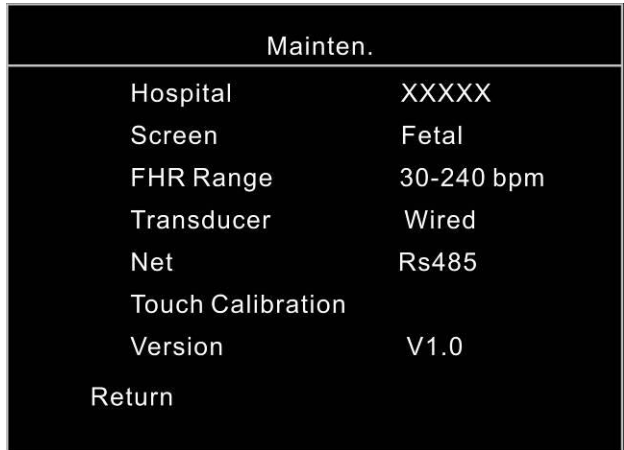 Mainten.
Hospital XXXXX
Screen Fetal
FHR Range 30-240 bpm
Transducer Wired
Net Rs485
Touch Calibration
Version V1.0
Return